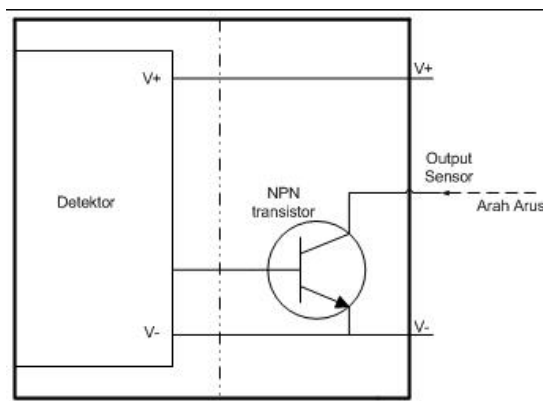 V+
V+
Output
Sensor
Detektor
NPN
transistor
Arah Arus
V-
V-